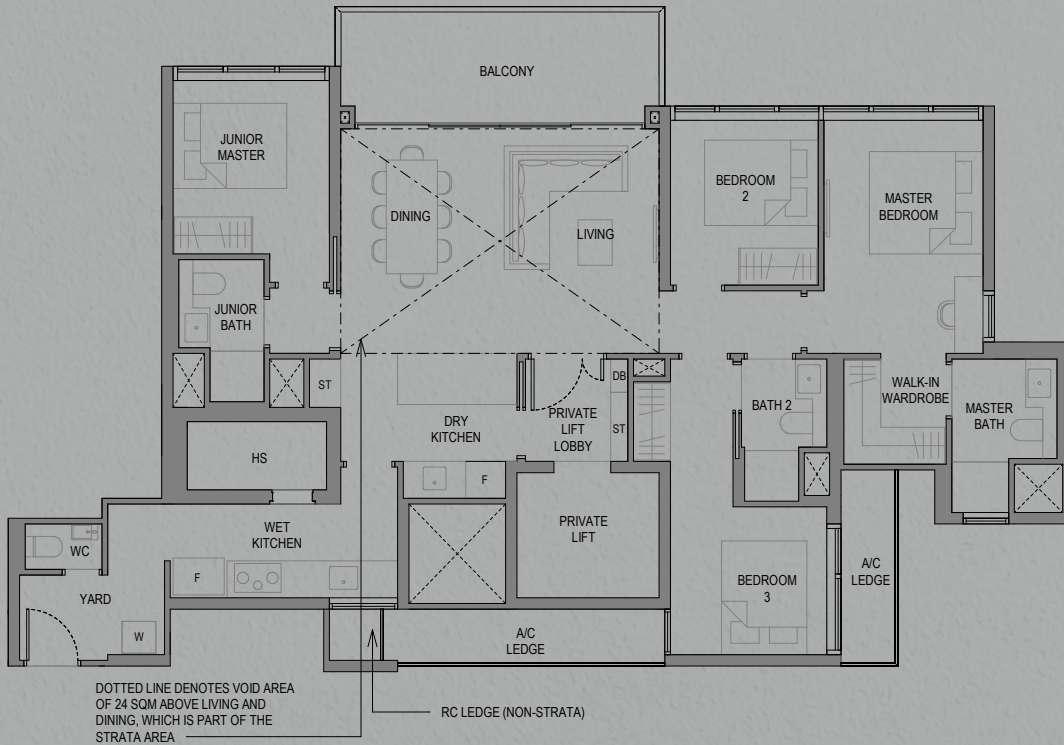 BALCONY
JUNIOR
MASTER
DINING
LIVING
BEDROOM
2
MASTER
BEDROOM
JUNIOR
BATH
ST
DRY
KITCHEN
PRIVATE
LIFT
LOBBY
DB
ST
BATH 2
WALK-IN
WARDROBE
MASTER
BATH
HS
F
PRIVATE
LIFT
WET
KITCHEN
WC
F
YARD
W
BEDROOM
3
A/C
LEDGE
A/C
LEDGE
DOTTED LINE DENOTES VOID AREA
OF 24 SQM ABOVE LIVING AND
DINING, WHICH IS PART OF THE
STRATA AREA
RC LEDGE (NON-STRATA)